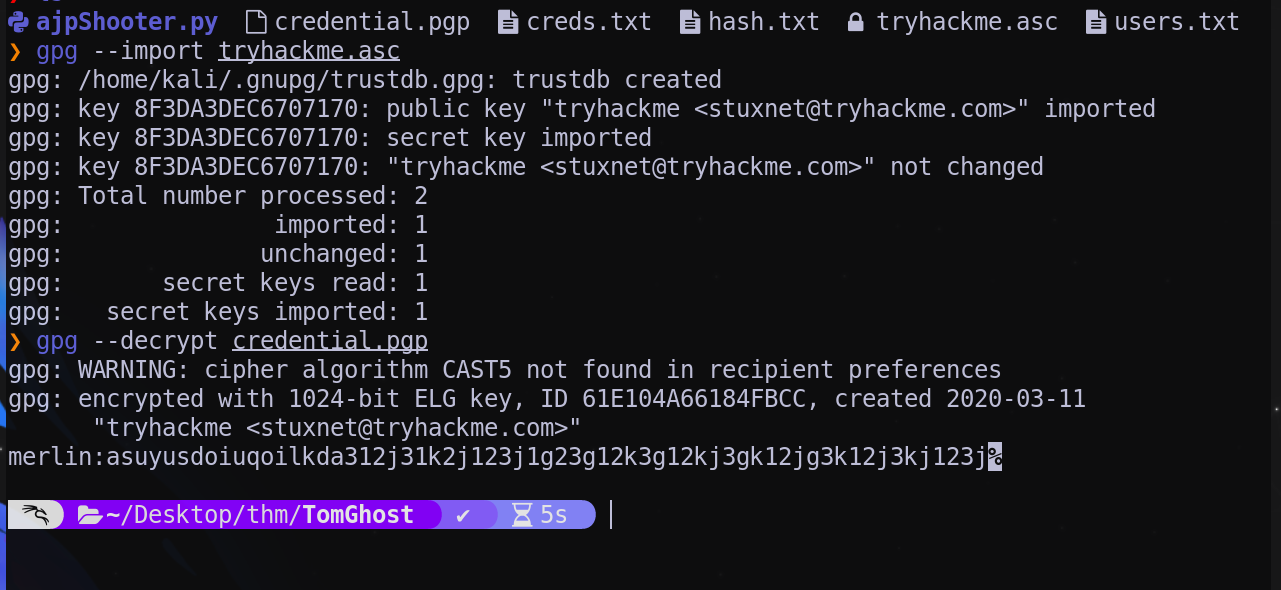 ajpShooter.py credential.pgp creds.txt hash.txt tryhackme.asc users.txt
❯ gpg --import tryhackme.asc
gpg: /home/kali/.gnupg/trustdb.gpg: trustdb created
gpg: key 8F3DA3DEC6707170: public key "tryhackme <stuxnet@tryhackme.com>" imported
gpg: key 8F3DA3DEC6707170: secret key imported
gpg: key 8F3DA3DEC6707170: "tryhackme <stuxnet@tryhackme.com>" not changed
gpg: Total number processed: 2
gpg:               imported: 1
gpg:              unchanged: 1
gpg:       secret keys read: 1
gpg:   secret keys imported: 1
❯ gpg --decrypt credential.pgp
gpg: WARNING: cipher algorithm CAST5 not found in recipient preferences
gpg: encrypted with 1024-bit ELG key, ID 61E104A66184FBCC, created 2020-03-11
      "tryhackme <stuxnet@tryhackme.com>"
merlin:asuyusdoiuqoilkda312j31k2j123j1g23g12k3g12kj3gk12jg3k12j3kj123j%
~/Desktop/thm/TomGhost ✔ 5s